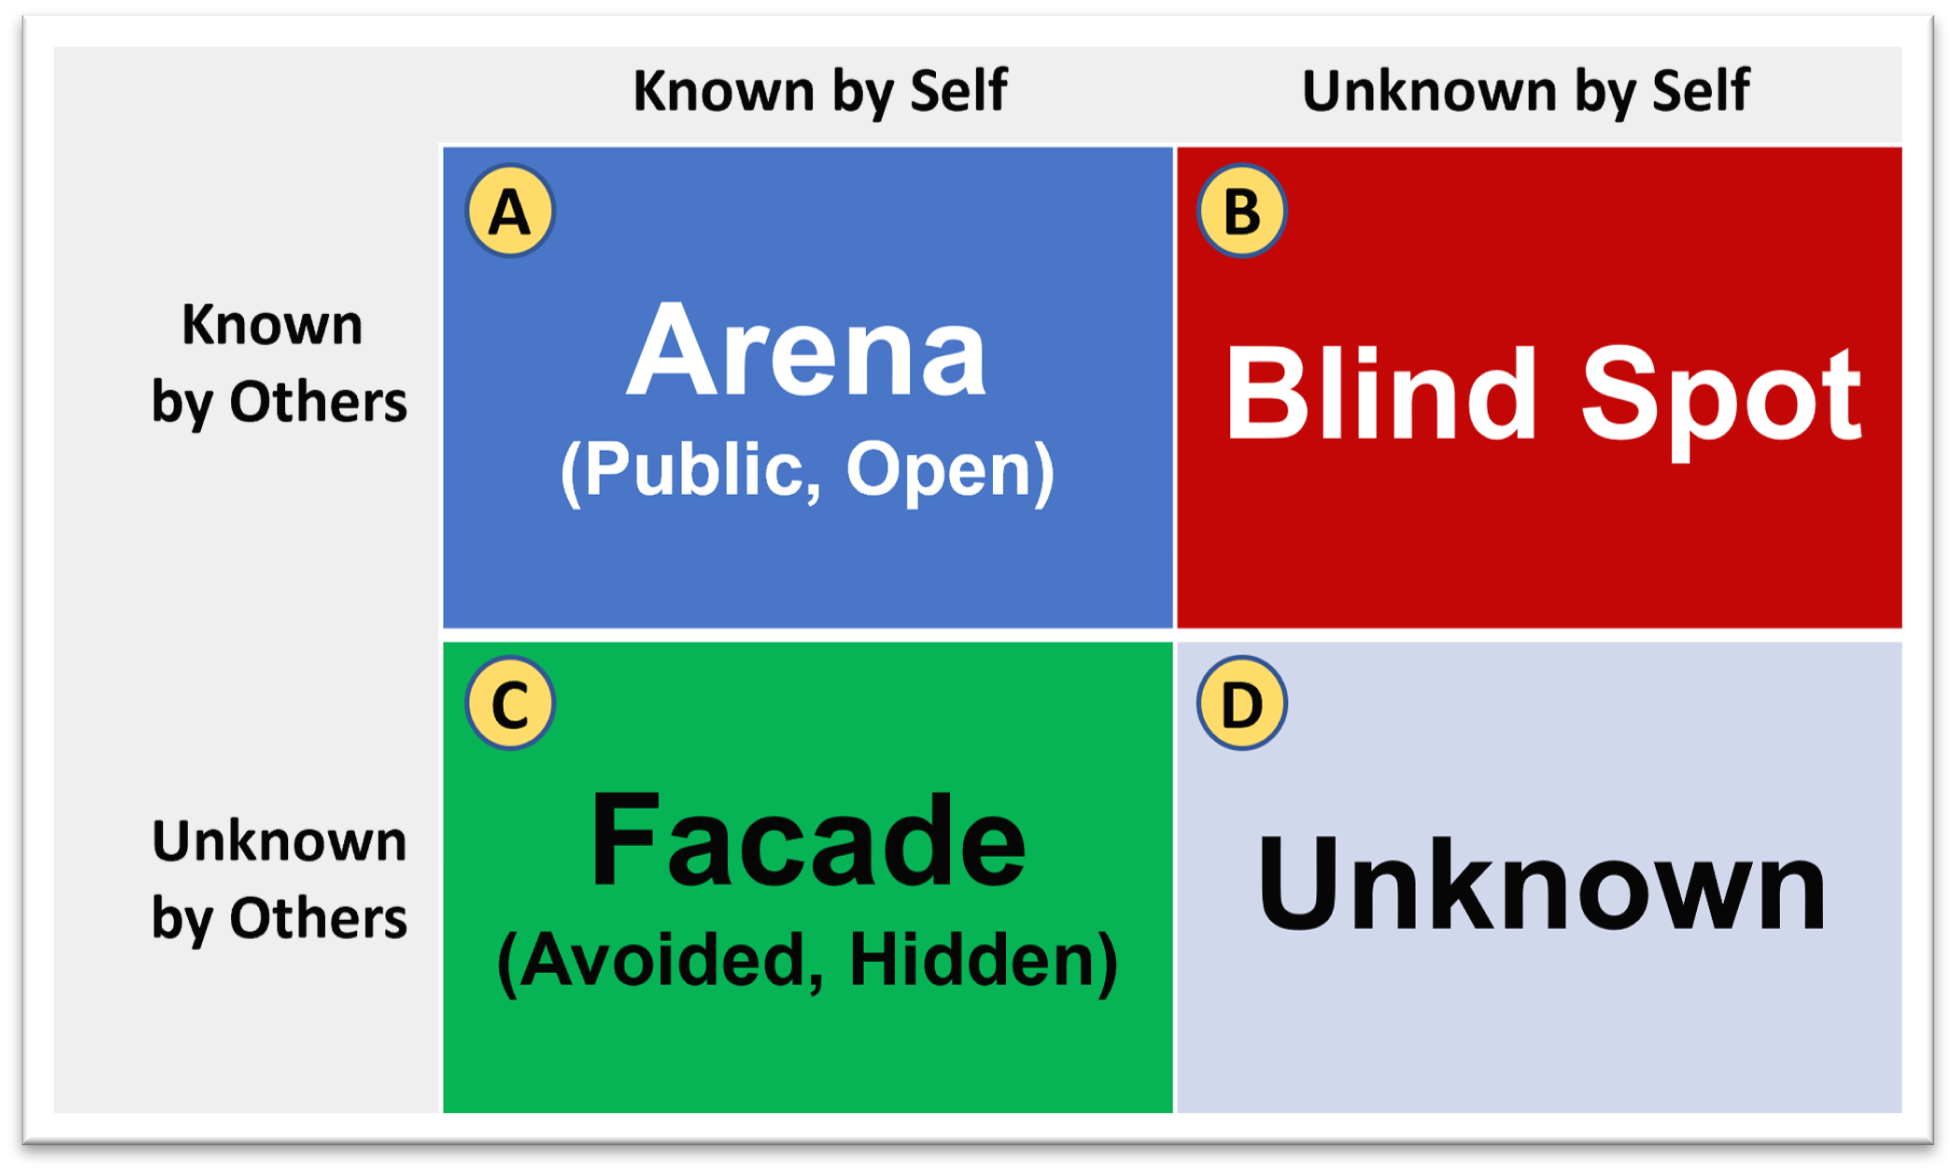 Known by Self
Unknown by Self
Known
by Others
A
Arena
(Public, Open)
B
Blind Spot
Unknown
by Others
C
Facade
(Avoided, Hidden)
D
Unknown